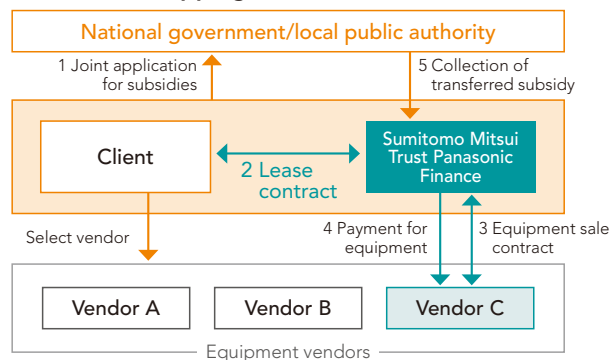 National government/local public authority
1 Joint application
for subsidies
5 Collection of
transferred subsidy
Client
2 Lease
contract
Sumitomo Mitsui
Trust Panasonic
Finance
Select vendor
4 Payment for
equipment
3 Equipment sale
contract
Vendor A
Vendor B
Vendor C
Equipment vendors